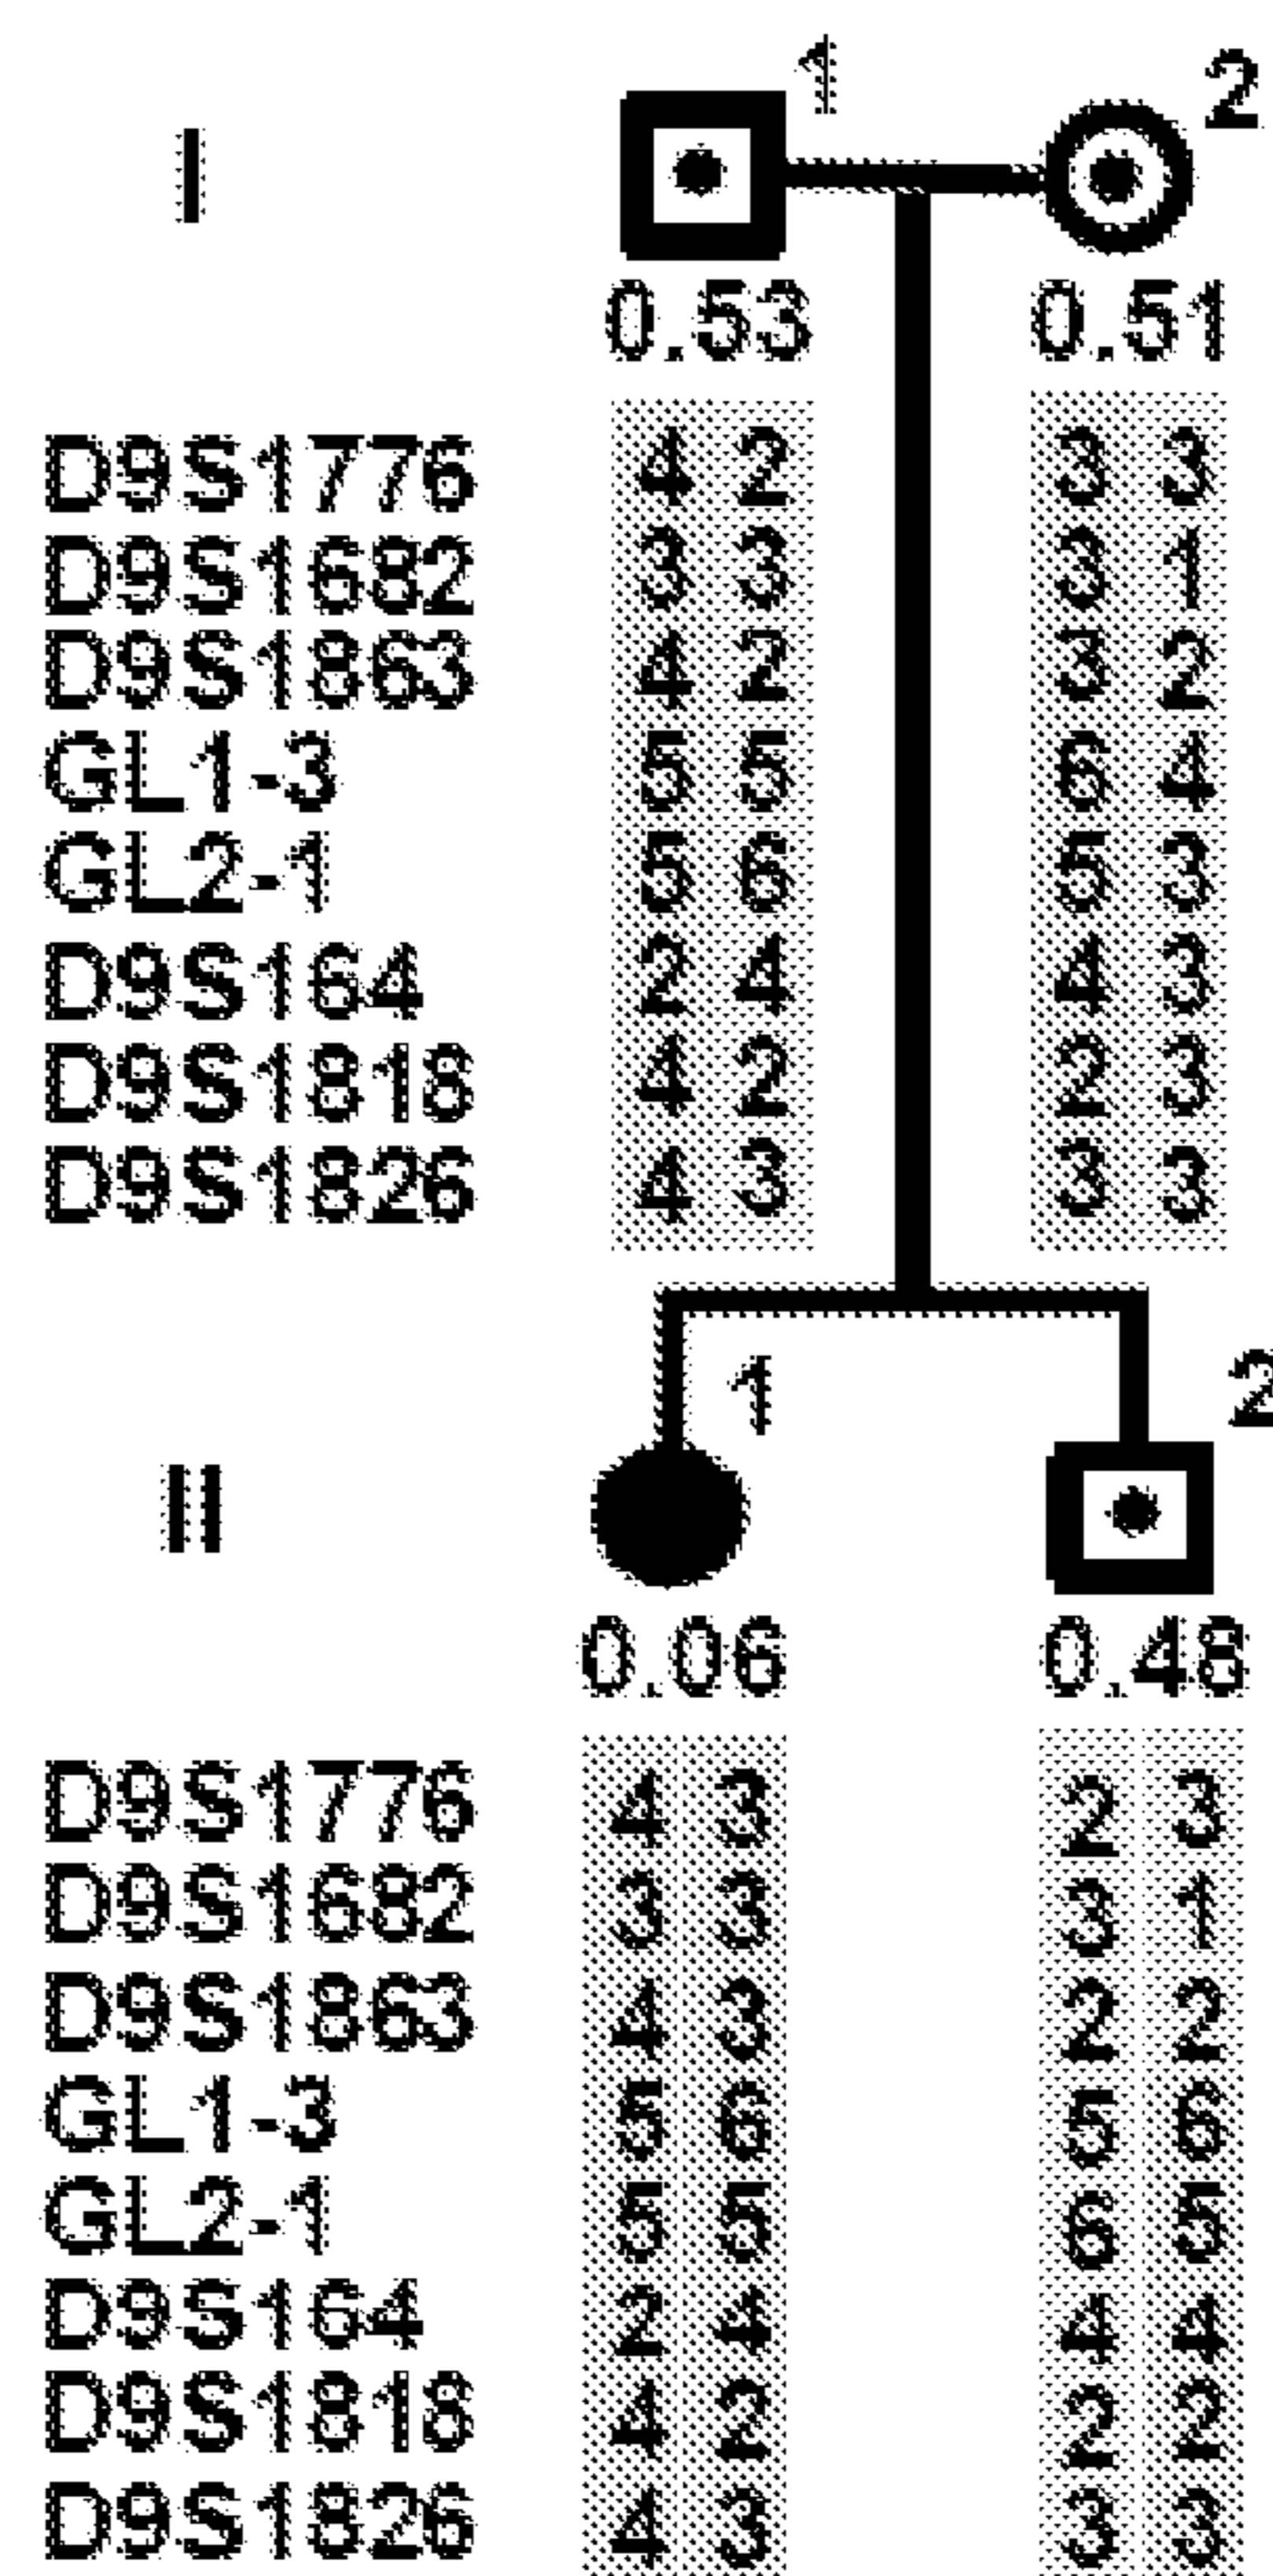 1 2
I
0.53 0.51
D9S1776 4 2 3 3
D9S1682 3 3 3 1
D9S1863 4 2 3 2
GL1-3 5 5 6 4
GL2-1 5 6 5 3
D9S164 2 4 4 3
D9S1818 4 2 2 3
D9S1826 4 3 3 3
1 2
II
0.06 0.48
D9S1776 4 3 2 3
D9S1682 3 3 3 1
D9S1863 4 3 2 2
GL1-3 5 6 5 6
GL2-1 5 5 6 5
D9S164 2 4 4 4
D9S1818 4 2 2 2
D9S1826 4 3 3 3